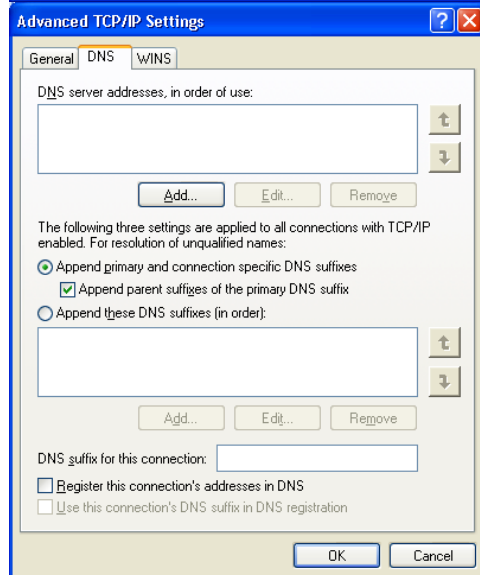 Advanced TCP/IP Settings
General DNS WINS
DNS server addresses, in order of use:
Add... Edit... Remove
The following three settings are applied to all connections with TCP/IP
enabled. For resolution of unqualified names:
Append primary and connection specific DNS suffixes
Append parent suffixes of the primary DNS suffix
Append these DNS suffixes (in order):
Add... Edit... Remove
DNS suffix for this connection:
Register this connection's addresses in DNS
Use this connection's DNS suffix in DNS registration
OK Cancel